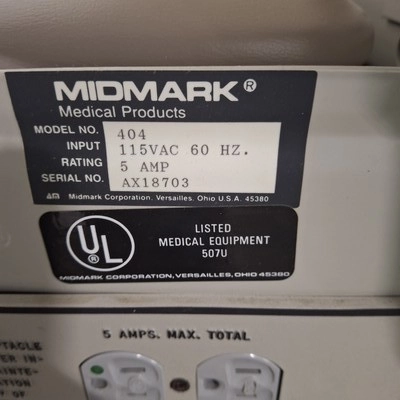 MIDMARK®
Medical Products
MODEL NO. 404
INPUT 115VAC 60 HZ.
RATING 5 AMP
SERIAL NO. AX18703
Midmark Corporation, Versailles, Ohio U.S.A. 45380
UL
LISTED
MEDICAL EQUIPMENT
507U
MIDMARK CORPORATION, VERSAILLES, OHIO 45380
5 AMPS. MAX. TOTAL